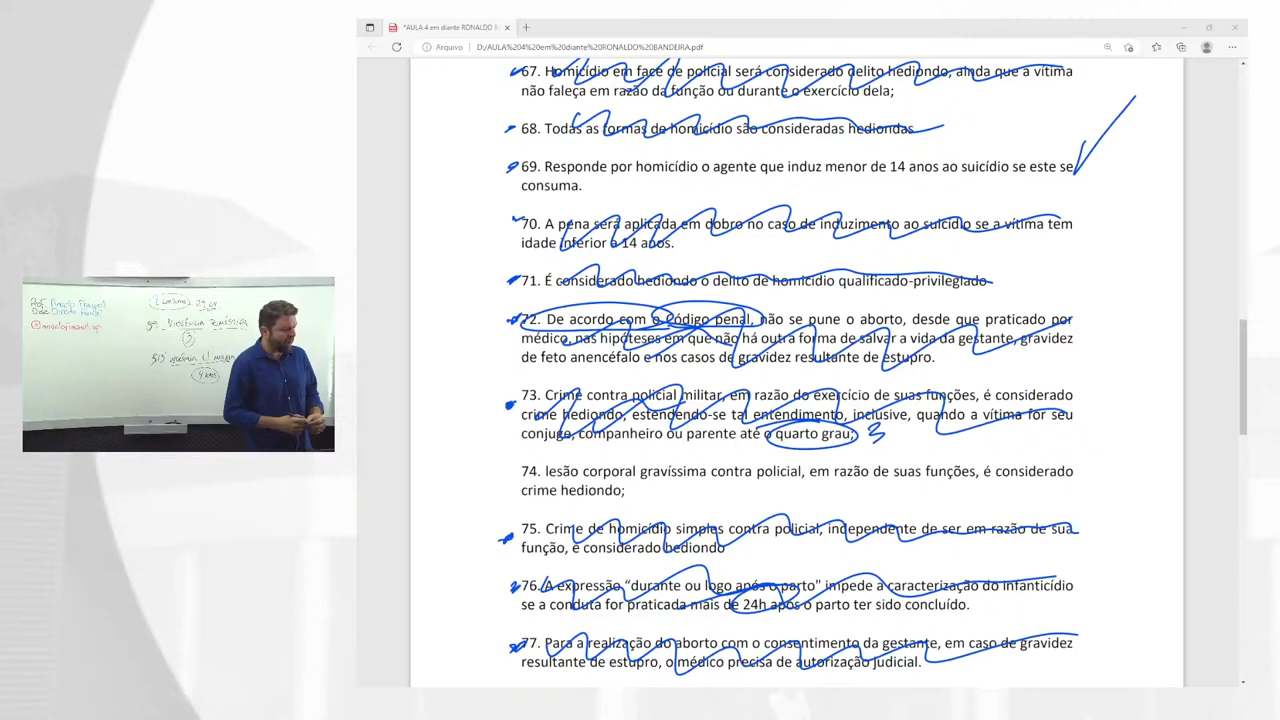 *AULA 4 em diante RONALDO B
Arquivo | D:/AULA%204%20em%20diante%20RONALDO%20BANDEIRA.pdf
67. Homicídio em face de policial será considerado delito hediondo, ainda que a vítima
não faleça em razão da função ou durante o exercício dela;
68. Todas as formas de homicídio são consideradas hediondas
69. Responde por homicídio o agente que induz menor de 14 anos ao suicídio se este se
consuma.
70. A pena será aplicada em dobro no caso de induzimento ao suicídio se a vítima tem
idade inferior a 14 anos.
71. É considerado hediondo o delito de homicídio qualificado-privilegiado
72. De acordo com o Código penal, não se pune o aborto, desde que praticado por
médico, nas hipóteses em que não há outra forma de salvar a vida da gestante, gravidez
de feto anencéfalo e nos casos de gravidez resultante de estupro.
73. Crime contra policial militar, em razão do exercício de suas funções, é considerado
crime hediondo, estendendo-se tal entendimento, inclusive, quando a vítima for seu
conjuge, companheiro ou parente até o quarto grau; 3
74. lesão corporal gravíssima contra policial, em razão de suas funções, é considerado
crime hediondo;
75. Crime de homicídio simples contra policial, independente de ser em razão de sua
função, é considerado hediondo
76. A expressão “durante ou logo após o parto" impede a caracterização do infanticídio
se a conduta for praticada mais de 24h após o parto ter sido concluído.
77. Para a realização do aborto com o consentimento da gestante, em caso de gravidez
resultante de estupro, o médico precisa de autorização judicial.
Prof.